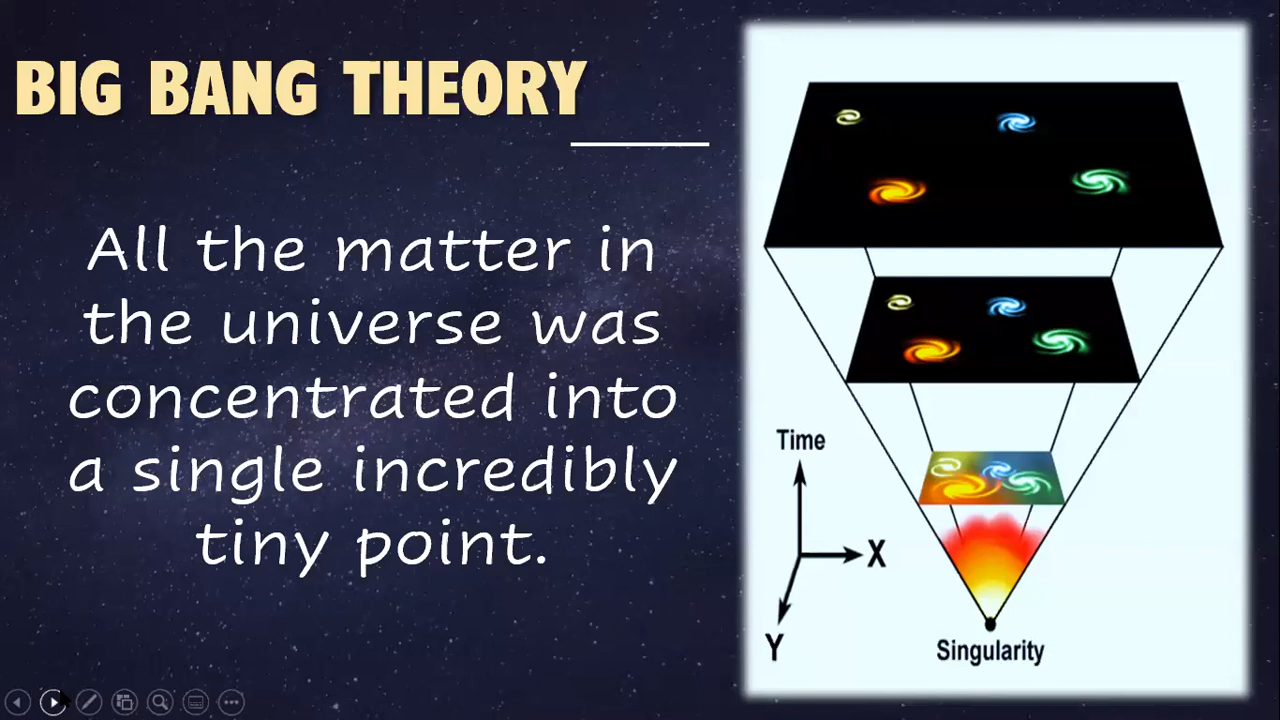 BIG BANG THEORY
All the matter in
the universe was
concentrated into
a single incredibly
tiny point.
Time
X
Y
Singularity